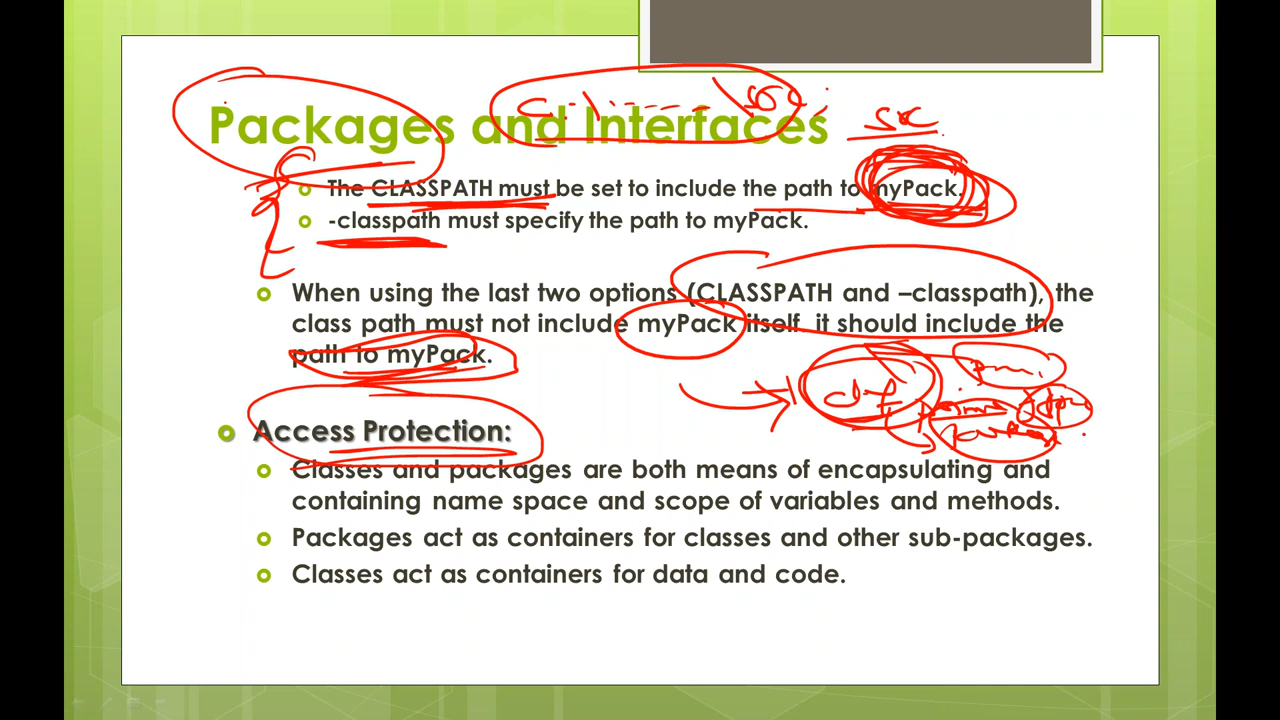 Packages and Interfaces
The CLASSPATH must be set to include the path to myPack.
-classpath must specify the path to myPack.
When using the last two options (CLASSPATH and –classpath), the
class path must not include myPack itself. it should include the
path to myPack.
Access Protection:
Classes and packages are both means of encapsulating and
containing name space and scope of variables and methods.
Packages act as containers for classes and other sub-packages.
Classes act as containers for data and code.